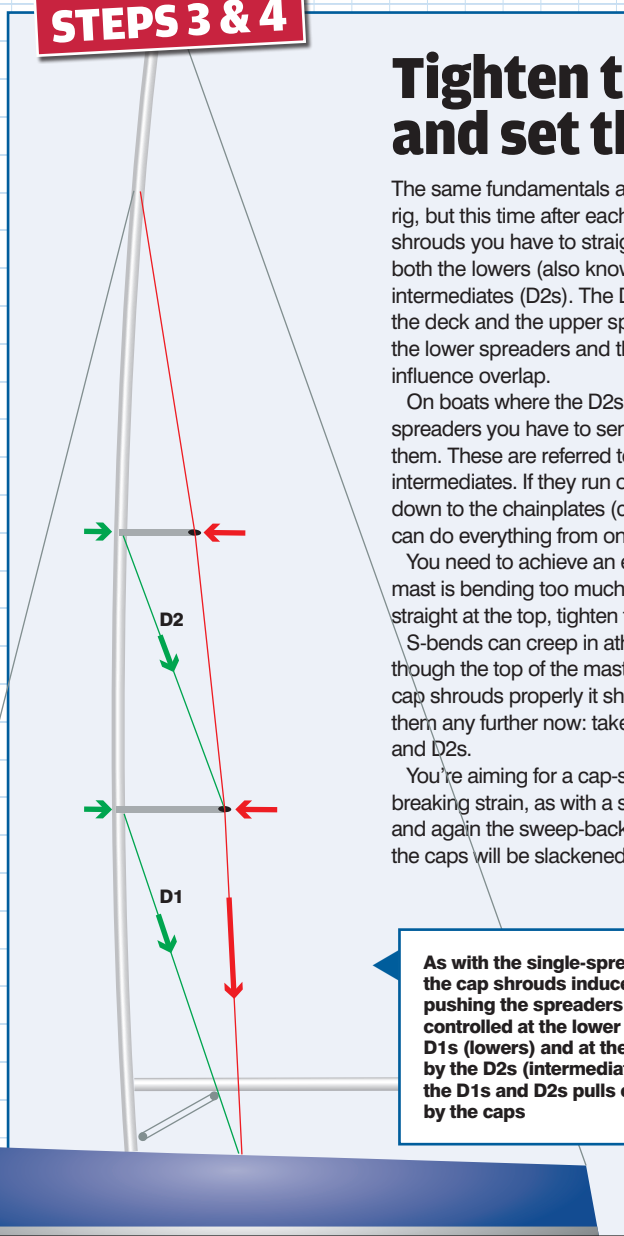 STEPS 3 & 4
Tighten t
and set th
The same fundamentals a
rig, but this time after each
shrouds you have to straig
both the lowers (also know
intermediates (D2s). The D
the deck and the upper sp
the lower spreaders and th
influence overlap.
On boats where the D2s
spreaders you have to sen
them. These are referred to
intermediates. If they run o
down to the chainplates (o
can do everything from on
You need to achieve an e
mast is bending too much
straight at the top, tighten
S-bends can creep in ath
though the top of the mast
cap shrouds properly it sh
them any further now: take
and D2s.
You're aiming for a cap-s
breaking strain, as with a s
and again the sweep-back
the caps will be slackened
D2
D1
As with the single-spre
the cap shrouds induce
pushing the spreaders
controlled at the lower
D1s (lowers) and at the
by the D2s (intermediat
the D1s and D2s pulls o
by the caps